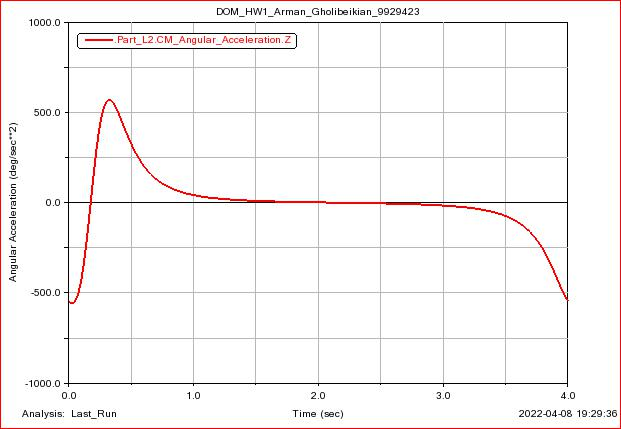 DOM_HW1_Arman_Gholibeikian_9929423
1000.0
.Part_L2.CM_Angular_Acceleration.Z
500.0
Angular Acceleration (deg/sec**2)
0.0
-500.0
-1000.0
0.0 1.0 2.0 3.0 4.0
Analysis: Last_Run Time (sec) 2022-04-08 19:29:36